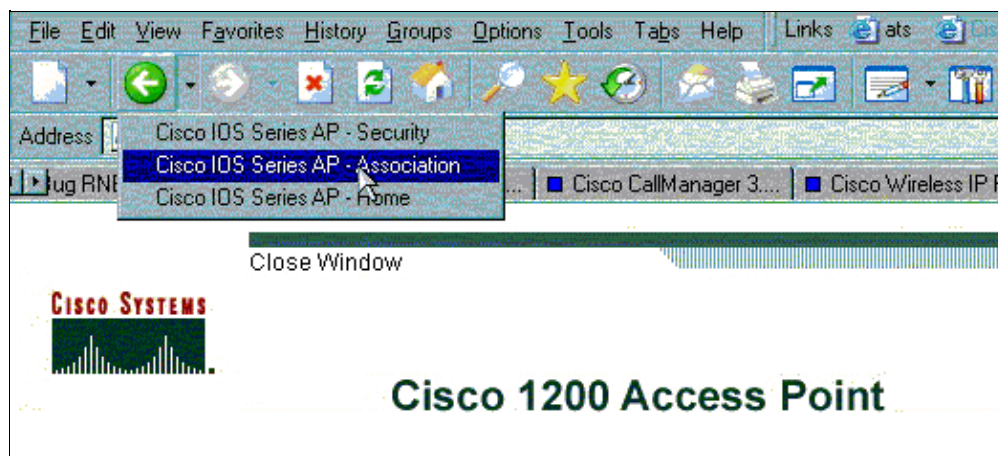 File Edit View Favorites History Groups Options Tools Tabs Help Links ats
Address
Cisco IOS Series AP - Security
Cisco IOS Series AP - Association
Cisco IOS Series AP - Home
ug RNE ... Cisco CallManager 3.... Cisco Wireless IP
Close Window
CISCO SYSTEMS
Cisco 1200 Access Point